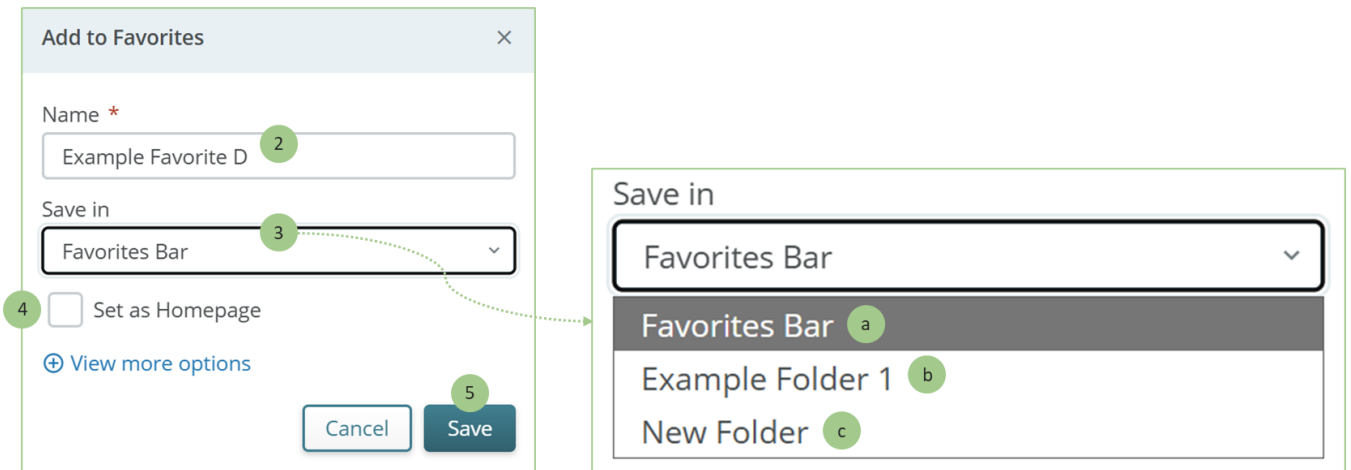 Add to Favorites ×
Name *
Example Favorite D 2
Save in
3
Favorites Bar
4 Set as Homepage
View more options
5
Cancel Save
Save in
Favorites Bar
Favorites Bar a
Example Folder 1 b
New Folder c